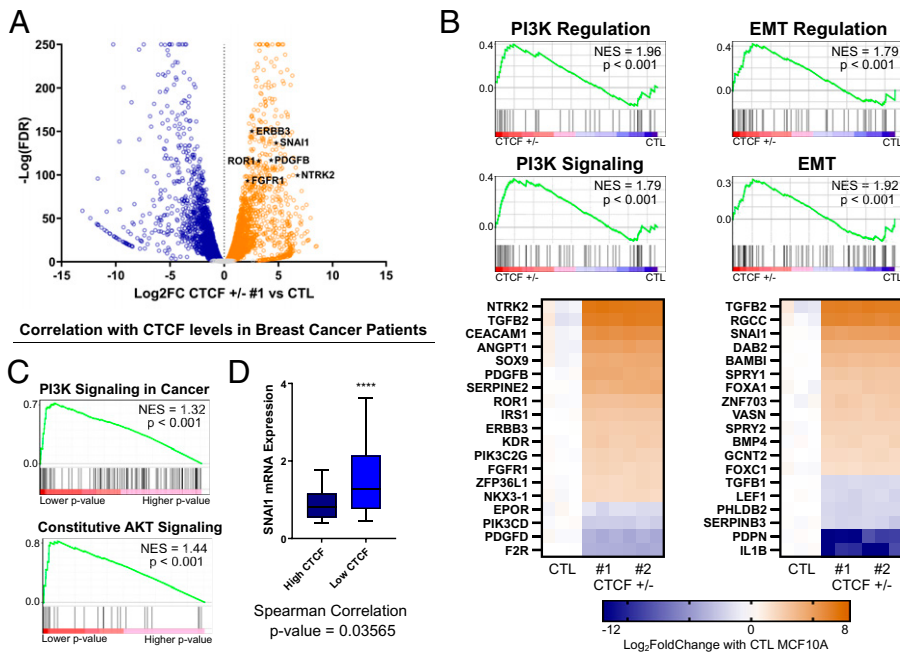 A
250
200
150
100
50
0
-Log(FDR)
ERBB3
SNAI1
ROR1
PDGFB
NTRK2
FGFR1
-15 -10 -5 0 5 10 15
Log2FC CTCF +/- #1 vs CTL
B
PI3K Regulation
0.4
0.0
NES = 1.96
p < 0.001
CTCF +/- CTL
EMT Regulation
0.4
0.0
NES = 1.79
p < 0.001
CTCF +/- CTL
PI3K Signaling
0.4
0
NES = 1.79
p < 0.001
CTCF +/- CTL
EMT
0.3
0
NES = 1.92
p < 0.001
CTCF +/- CTL
NTRK2
TGFB2
CEACAM1
ANGPT1
SOX9
PDGFB
SERPINE2
ROR1
IRS1
ERBB3
KDR
PIK3C2G
FGFR1
ZFP36L1
NKX3-1
EPOR
PIK3CD
PDGFD
F2R
CTL #1 #2
CTCF +/-
TGFB2
RGCC
SNAI1
DAB2
BAMBI
SPRY1
FOXA1
ZNF703
VASN
SPRY2
BMP4
GCNT2
FOXC1
TGFB1
LEF1
PHLDB2
SERPINB3
PDPN
IL1B
CTL #1 #2
CTCF +/-
-12 0 8
Log2FoldChange with CTL MCF10A
Correlation with CTCF levels in Breast Cancer Patients
C
PI3K Signaling in Cancer
0.7
0.0
NES = 1.32
p < 0.001
Lower p-value Higher p-value
Constitutive AKT Signaling
0.8
0
NES = 1.44
p < 0.001
Lower p-value Higher p-value
D
4
2
0
SNAI1 mRNA Expression
****
High CTCF
Low CTCF
Spearman Correlation
p-value = 0.03565